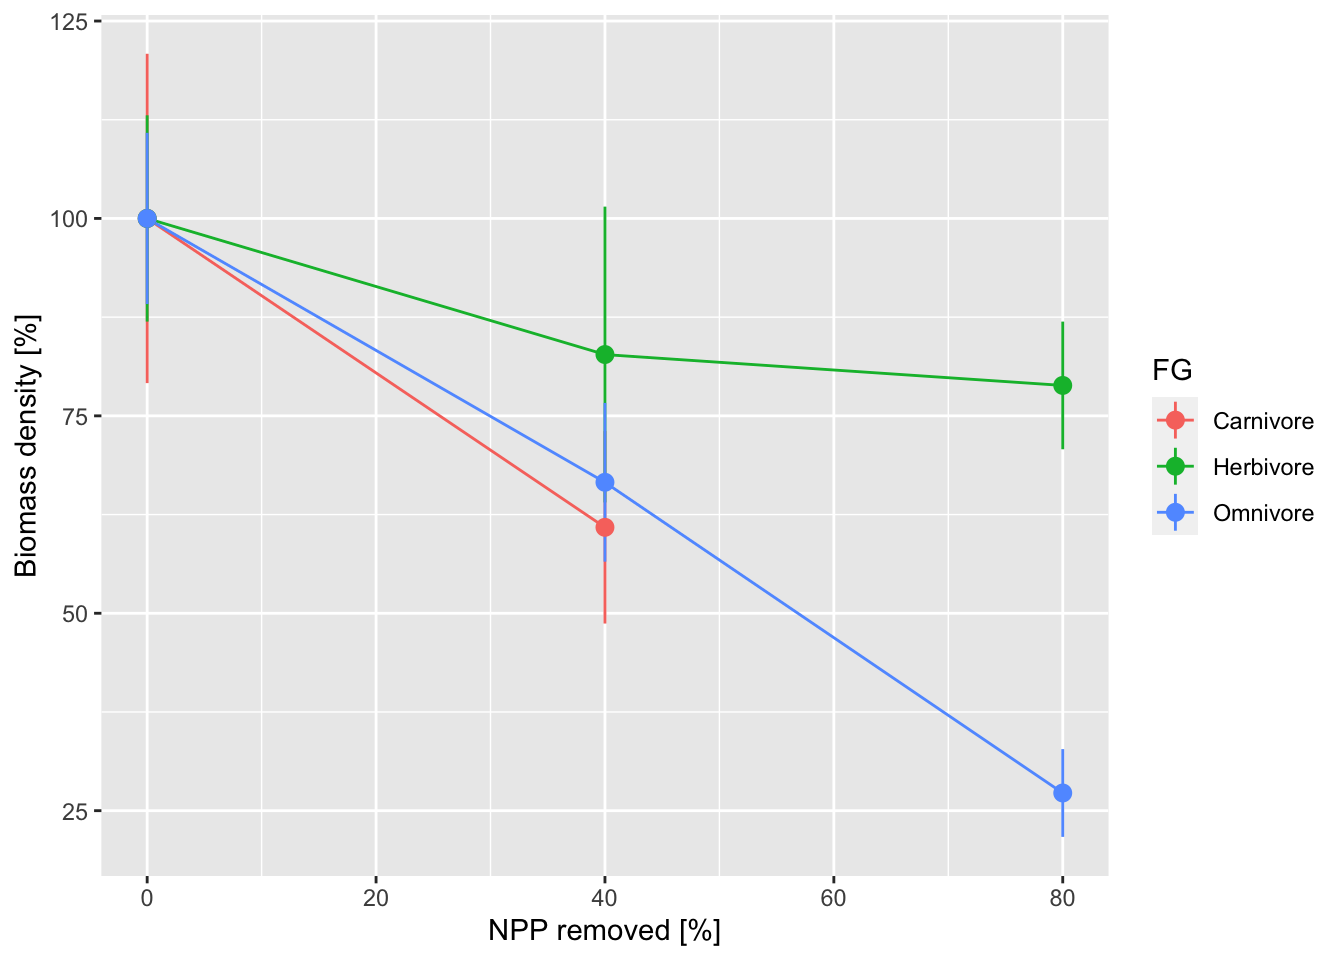 125
100
75
50
25
Biomass density [%]
0 20 40 60 80
NPP removed [%]
FG
Carnivore
Herbivore
Omnivore